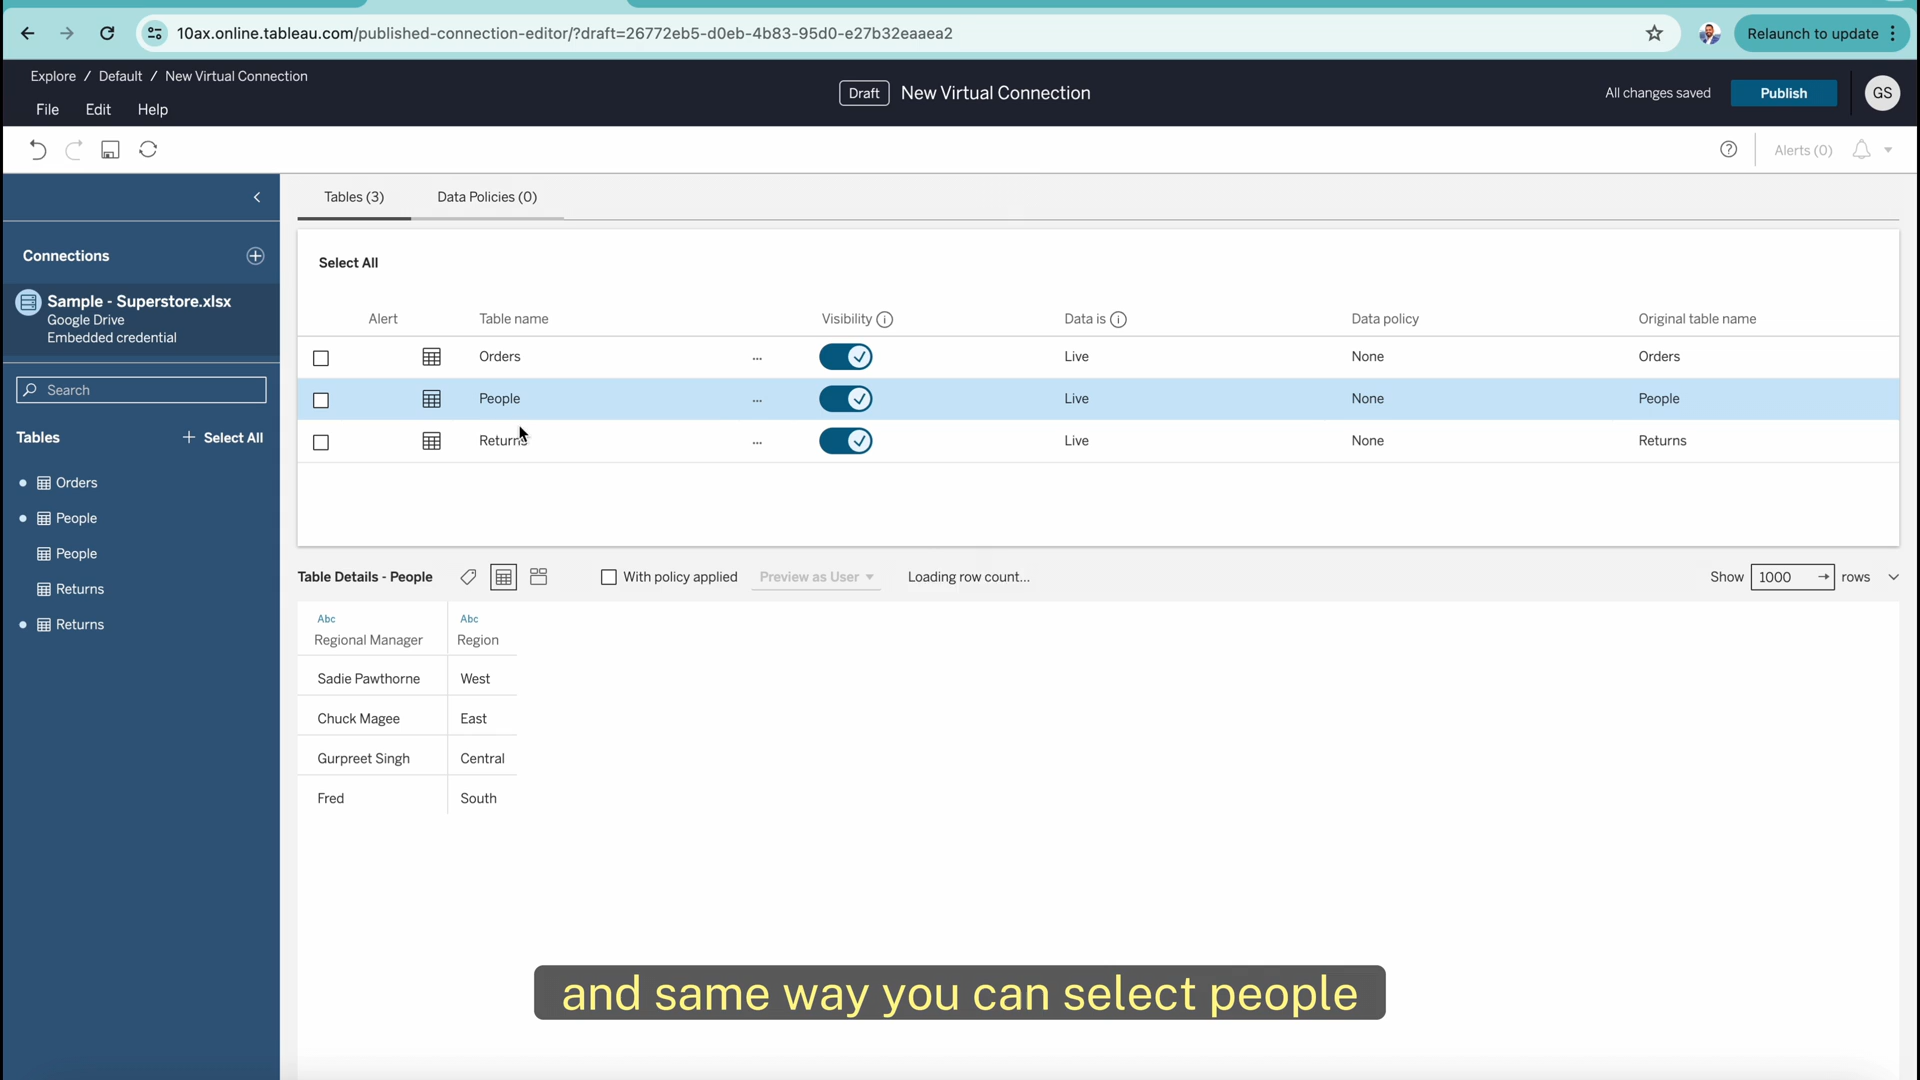 10ax.online.tableau.com/published-connection-editor/?draft=26772eb5-d0eb-4b83-95d0-e27b32eaaea2
Relaunch to update
Explore / Default / New Virtual Connection
File Edit Help
Draft New Virtual Connection
All changes saved Publish GS
Alerts (0)
Tables (3) Data Policies (0)
Connections
Sample - Superstore.xlsx
Google Drive
Embedded credential
Search
Tables + Select All
Orders
People
People
Returns
Returns
Select All
Alert Table name Visibility Data is Data policy Original table name
Orders ... Live None Orders
People ... Live None People
Returns ... Live None Returns
Table Details - People With policy applied Preview as User Loading row count... Show 1000 → rows
Abc Abc
Regional Manager Region
Sadie Pawthorne West
Chuck Magee East
Gurpreet Singh Central
Fred South
and same way you can select people